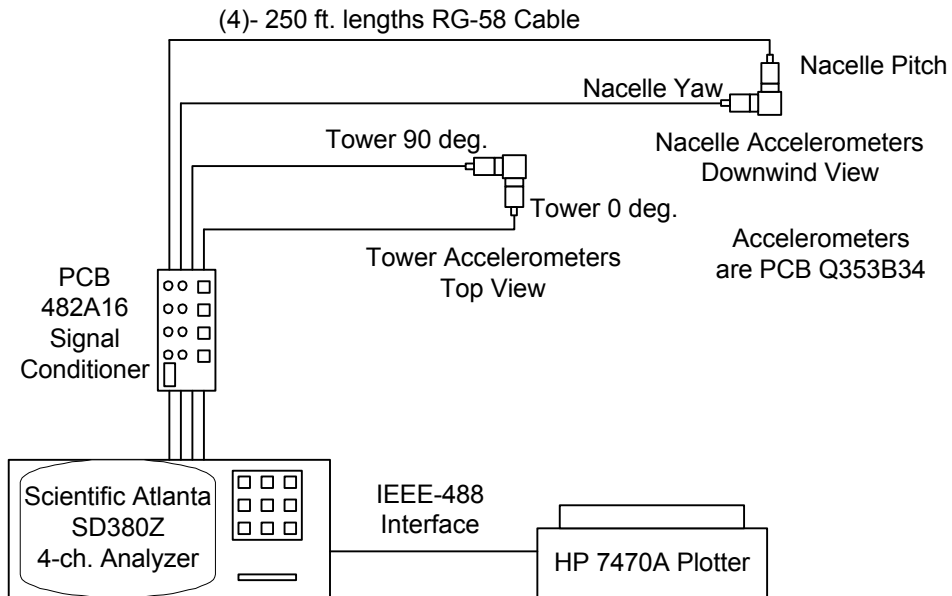 (4)- 250 ft. lengths RG-58 Cable
Nacelle Pitch
Nacelle Yaw
Nacelle Accelerometers
Downwind View
Tower 90 deg.
Tower 0 deg.
Tower Accelerometers
Top View
Accelerometers
are PCB Q353B34
PCB
482A16
Signal
Conditioner
Scientific Atlanta
SD380Z
4-ch. Analyzer
IEEE-488
Interface
HP 7470A Plotter